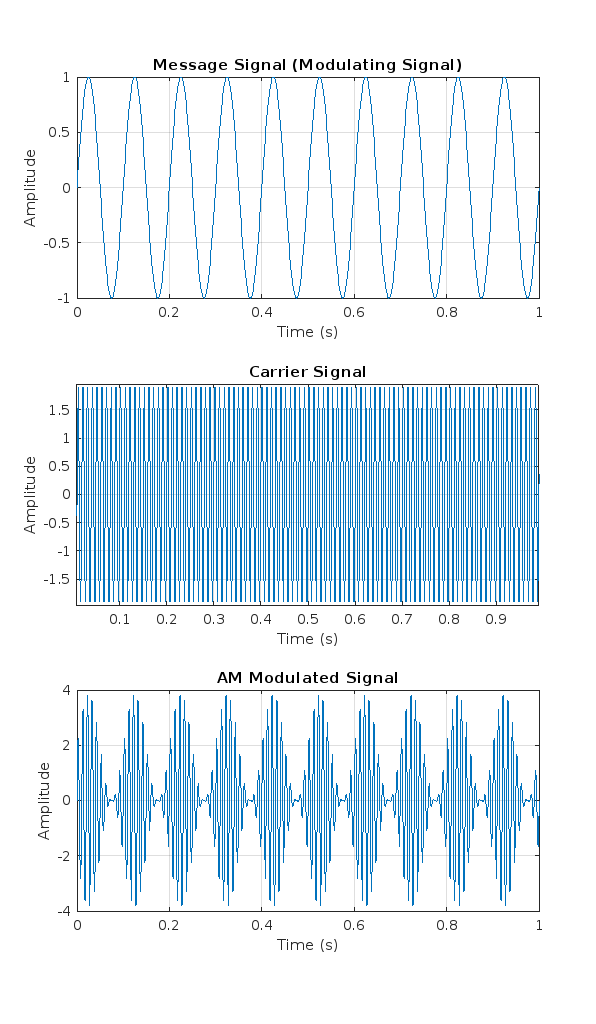 Message Signal (Modulating Signal)
1
0.5
0
-0.5
-1
Amplitude
0 0.2 0.4 0.6 0.8 1
Time (s)
Carrier Signal
1.5
1
0.5
0
-0.5
-1
-1.5
Amplitude
0.1 0.2 0.3 0.4 0.5 0.6 0.7 0.8 0.9
Time (s)
AM Modulated Signal
4
2
0
-2
-4
Amplitude
0 0.2 0.4 0.6 0.8 1
Time (s)